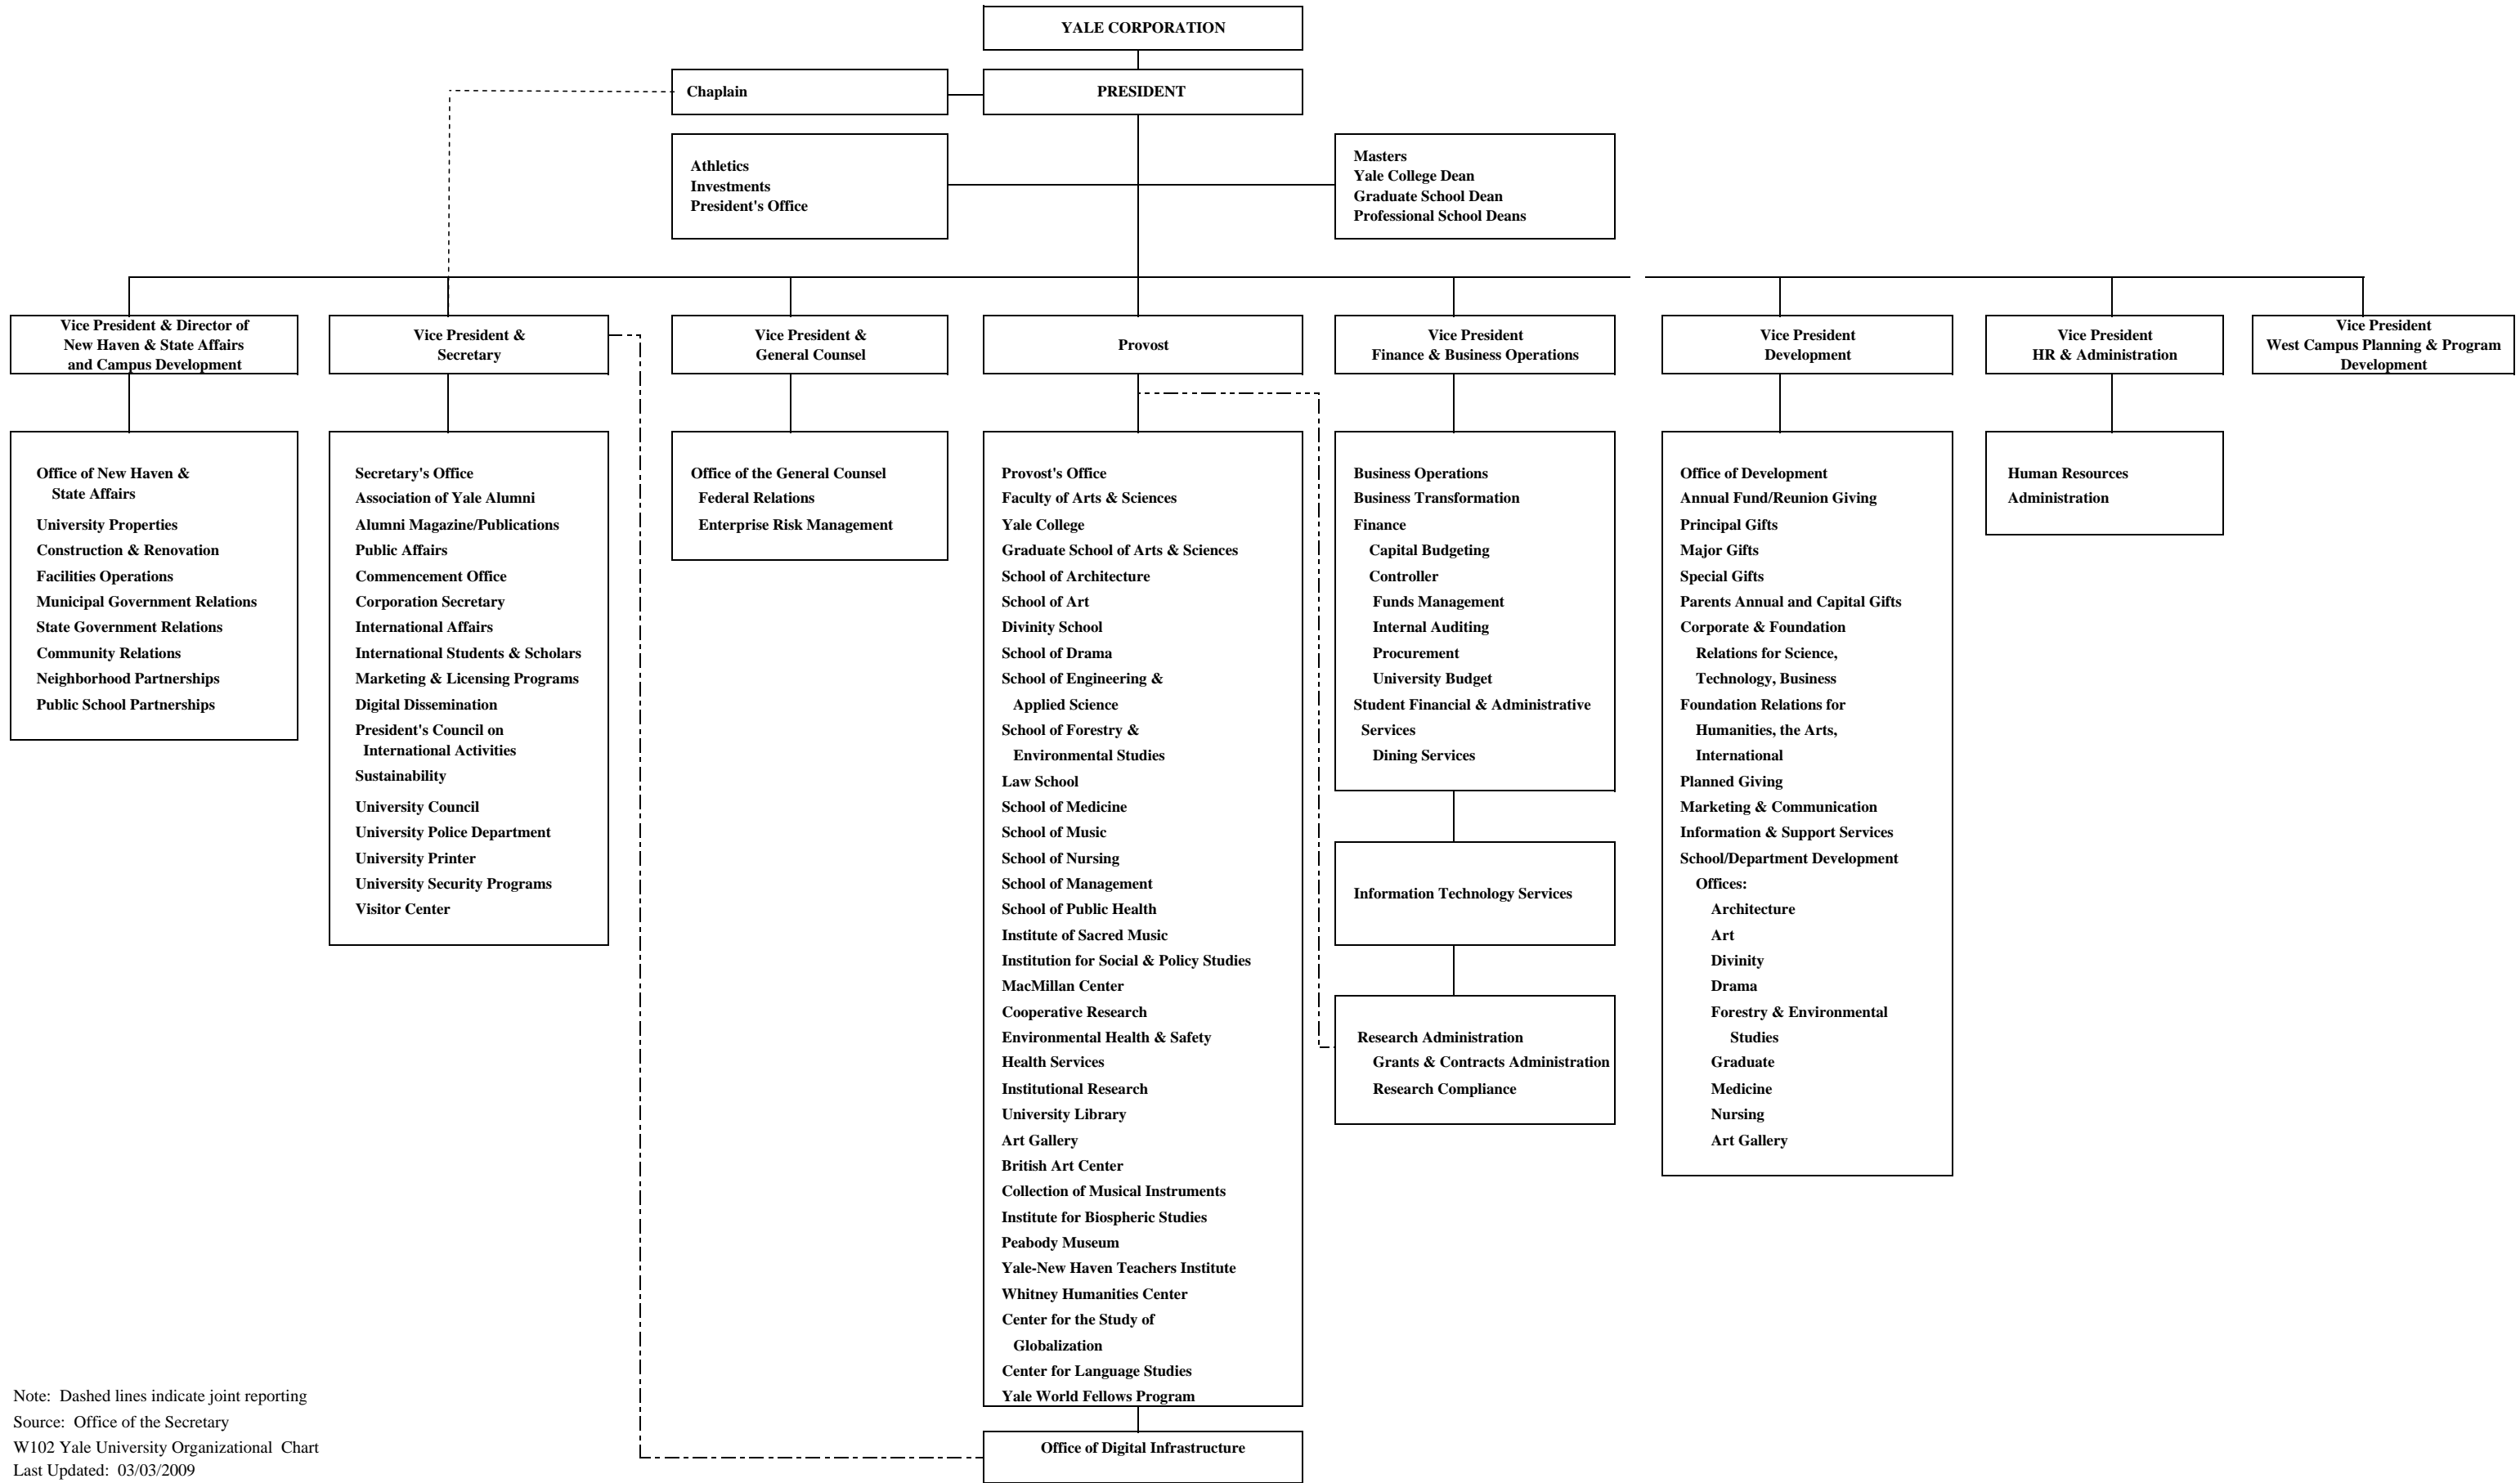 YALE CORPORATION
Chaplain
PRESIDENT
Athletics
Investments
President's Office
Masters
Yale College Dean
Graduate School Dean
Professional School Deans
Vice President & Director of
New Haven & State Affairs
and Campus Development
Vice President &
Secretary
Vice President &
General Counsel
Provost
Vice President
Finance & Business Operations
Vice President
Development
Vice President
HR & Administration
Vice President
West Campus Planning & Program
Development
Office of New Haven &
State Affairs
University Properties
Construction & Renovation
Facilities Operations
Municipal Government Relations
State Government Relations
Community Relations
Neighborhood Partnerships
Public School Partnerships
Secretary's Office
Association of Yale Alumni
Alumni Magazine/Publications
Public Affairs
Commencement Office
Corporation Secretary
International Affairs
International Students & Scholars
Marketing & Licensing Programs
Digital Dissemination
President's Council on
International Activities
Sustainability
University Council
University Police Department
University Printer
University Security Programs
Visitor Center
Office of the General Counsel
Federal Relations
Enterprise Risk Management
Provost's Office
Faculty of Arts & Sciences
Yale College
Graduate School of Arts & Sciences
School of Architecture
School of Art
Divinity School
School of Drama
School of Engineering &
Applied Science
School of Forestry &
Environmental Studies
Law School
School of Medicine
School of Music
School of Nursing
School of Management
School of Public Health
Institute of Sacred Music
Institution for Social & Policy Studies
MacMillan Center
Cooperative Research
Environmental Health & Safety
Health Services
Institutional Research
University Library
Art Gallery
British Art Center
Collection of Musical Instruments
Institute for Biospheric Studies
Peabody Museum
Yale-New Haven Teachers Institute
Whitney Humanities Center
Center for the Study of
Globalization
Center for Language Studies
Yale World Fellows Program
Office of Digital Infrastructure
Business Operations
Business Transformation
Finance
Capital Budgeting
Controller
Funds Management
Internal Auditing
Procurement
University Budget
Student Financial & Administrative
Services
Dining Services
Information Technology Services
Research Administration
Grants & Contracts Administration
Research Compliance
Office of Development
Annual Fund/Reunion Giving
Principal Gifts
Major Gifts
Special Gifts
Parents Annual and Capital Gifts
Corporate & Foundation
Relations for Science,
Technology, Business
Foundation Relations for
Humanities, the Arts,
International
Planned Giving
Marketing & Communication
Information & Support Services
School/Department Development
Offices:
Architecture
Art
Divinity
Drama
Forestry & Environmental
Studies
Graduate
Medicine
Nursing
Art Gallery
Human Resources
Administration
Note: Dashed lines indicate joint reporting
Source: Office of the Secretary
W102 Yale University Organizational Chart
Last Updated: 03/03/2009